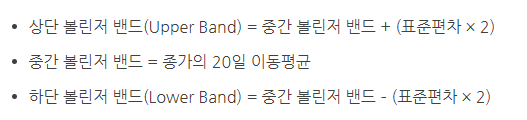 • 상단 볼린저 밴드(Upper Band) = 중간 볼린저 밴드 + (표준편차 × 2)
• 중간 볼린저 밴드 = 종가의 20일 이동평균
• 하단 볼린저 밴드(Lower Band) = 중간 볼린저 밴드 - (표준편차 × 2)